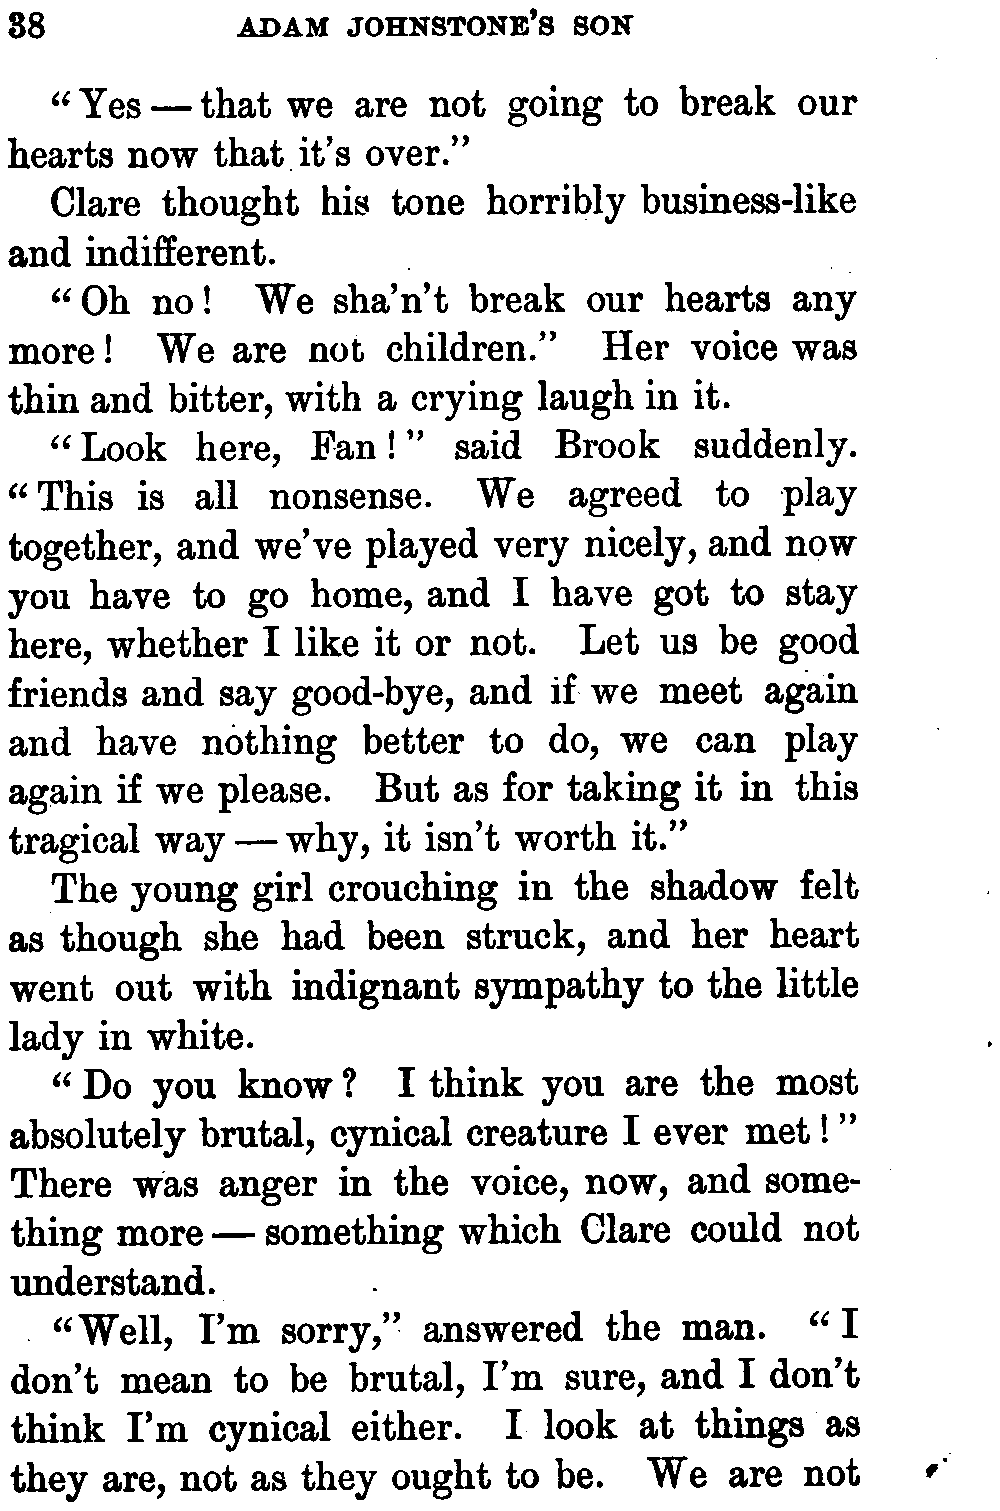 38 ADAM JOHNSTONE'S SON
“Yes — that we are not going to break our
hearts now that it's over.”
Clare thought his tone horribly business-like
and indifferent.
“Oh no! We sha'n't break our hearts any
more! We are not children.” Her voice was
thin and bitter, with a crying laugh in it.
“Look here, Fan!” said Brook suddenly.
“This is all nonsense. We agreed to play
together, and we've played very nicely, and now
you have to go home, and I have got to stay
here, whether I like it or not. Let us be good
friends and say good-bye, and if we meet again
and have nothing better to do, we can play
again if we please. But as for taking it in this
tragical way — why, it isn't worth it.”
The young girl crouching in the shadow felt
as though she had been struck, and her heart
went out with indignant sympathy to the little
lady in white.
“Do you know? I think you are the most
absolutely brutal, cynical creature I ever met!”
There was anger in the voice, now, and some-
thing more — something which Clare could not
understand.
“Well, I'm sorry,” answered the man. “I
don't mean to be brutal, I'm sure, and I don't
think I'm cynical either. I look at things as
they are, not as they ought to be. We are not